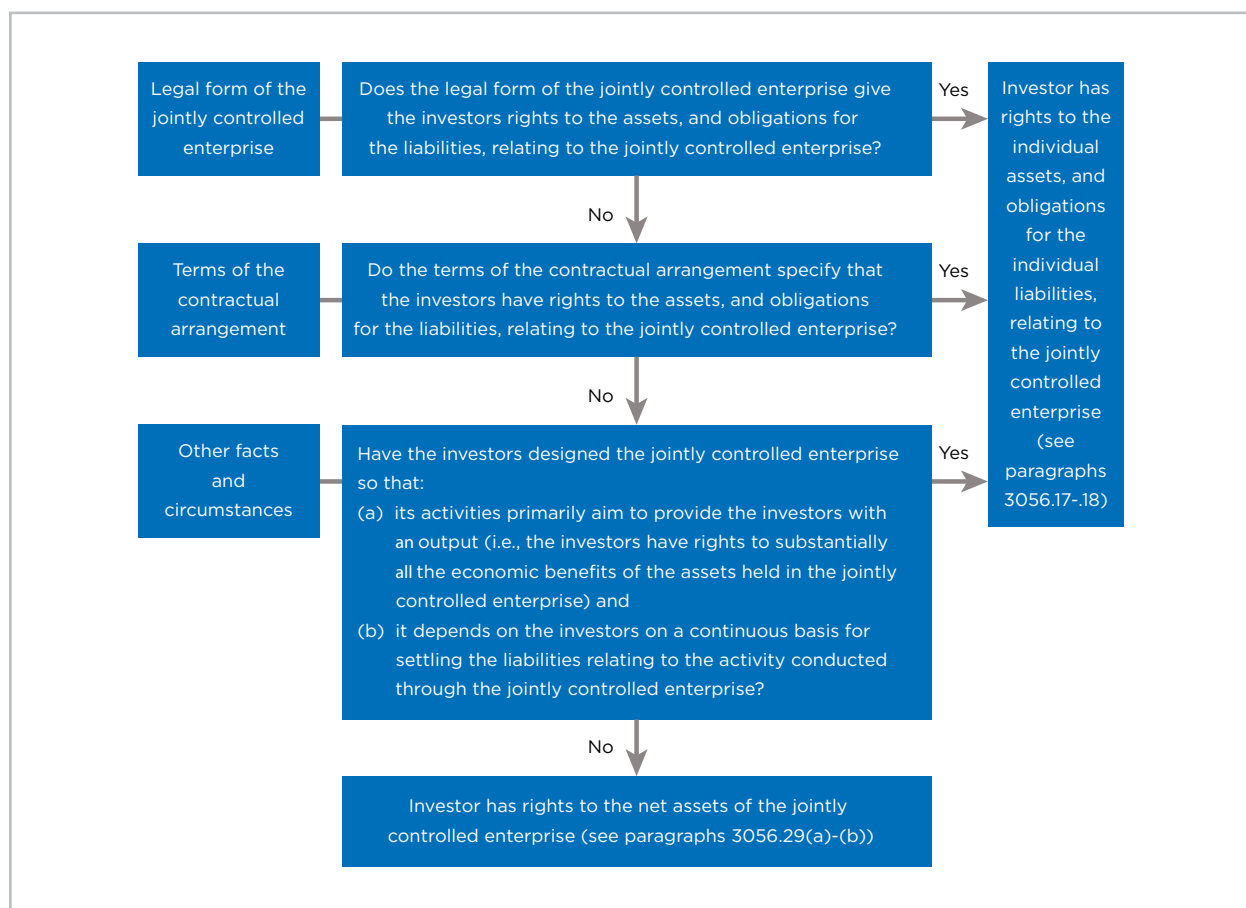 Legal form of the
jointly controlled
enterprise
Does the legal form of the jointly controlled enterprise give
the investors rights to the assets, and obligations for
the liabilities, relating to the jointly controlled enterprise?
Yes
Investor has
rights to the
individual
assets, and
obligations
for the
individual
liabilities,
relating to
the jointly
controlled
enterprise
(see
paragraphs
3056.17-.18)
No
Terms of the
contractual
arrangement
Do the terms of the contractual arrangement specify that
the investors have rights to the assets, and obligations
for the liabilities, relating to the jointly controlled enterprise?
Yes
No
Other facts
and
circumstances
Have the investors designed the jointly controlled enterprise
so that:
(a) its activities primarily aim to provide the investors with
an output (i.e., the investors have rights to substantially
all the economic benefits of the assets held in the jointly
controlled enterprise) and
(b) it depends on the investors on a continuous basis for
settling the liabilities relating to the activity conducted
through the jointly controlled enterprise?
Yes
No
Investor has rights to the net assets of the jointly
controlled enterprise (see paragraphs 3056.29(a)-(b))